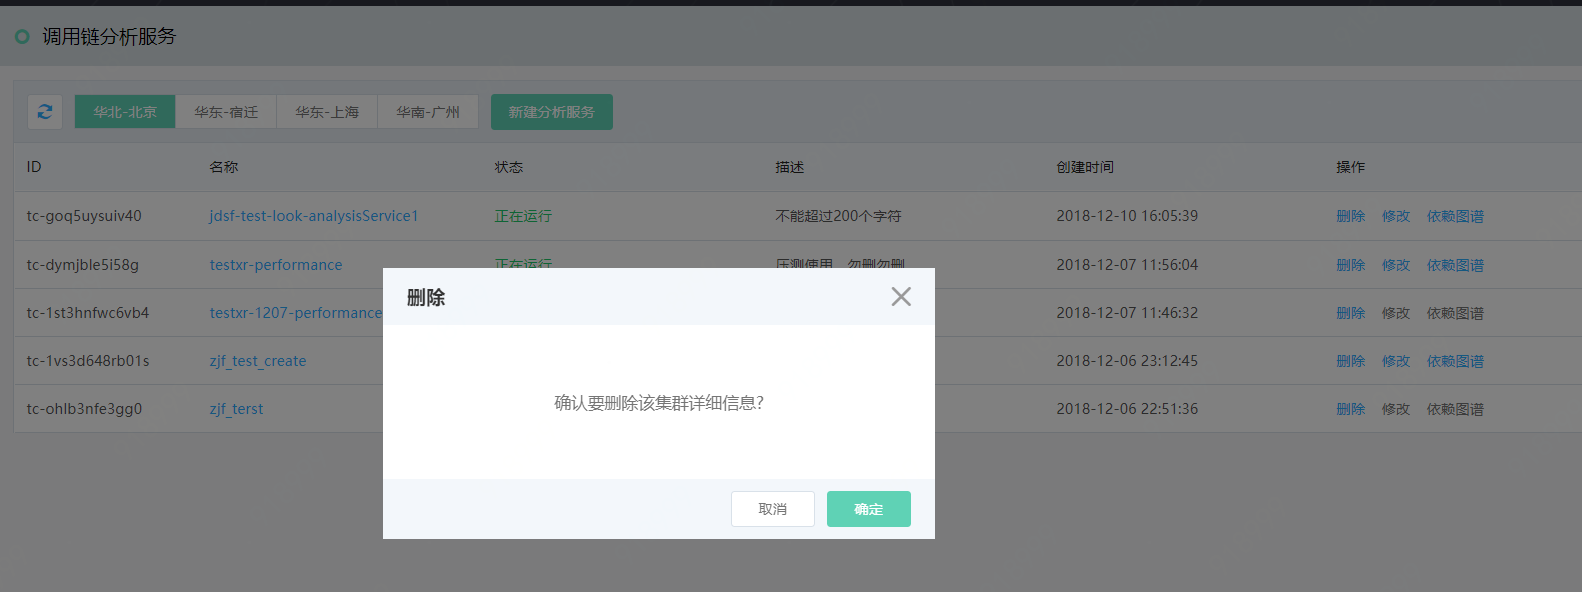 调用链分析服务
华北-北京 华东-宿迁 华东-上海 华南-广州 新建分析服务
ID 名称 状态 描述 创建时间 操作
tc-goq5uysuiv40 jdsf-test-look-analysisService1 正在运行 不能超过200个字符 2018-12-10 16:05:39 删除 修改 依赖图谱
tc-dymjble5i58g testxr-performance 正在运行 压测使用，勿删勿删 2018-12-07 11:56:04 删除 修改 依赖图谱
tc-1st3hnfwc6vb4 testxr-1207-performance 2018-12-07 11:46:32 删除 修改 依赖图谱
tc-1vs3d648rb01s zjf_test_create 2018-12-06 23:12:45 删除 修改 依赖图谱
tc-ohlb3nfe3gg0 zjf_terst 2018-12-06 22:51:36 删除 修改 依赖图谱
删除
确认要删除该集群详细信息?
取消 确定